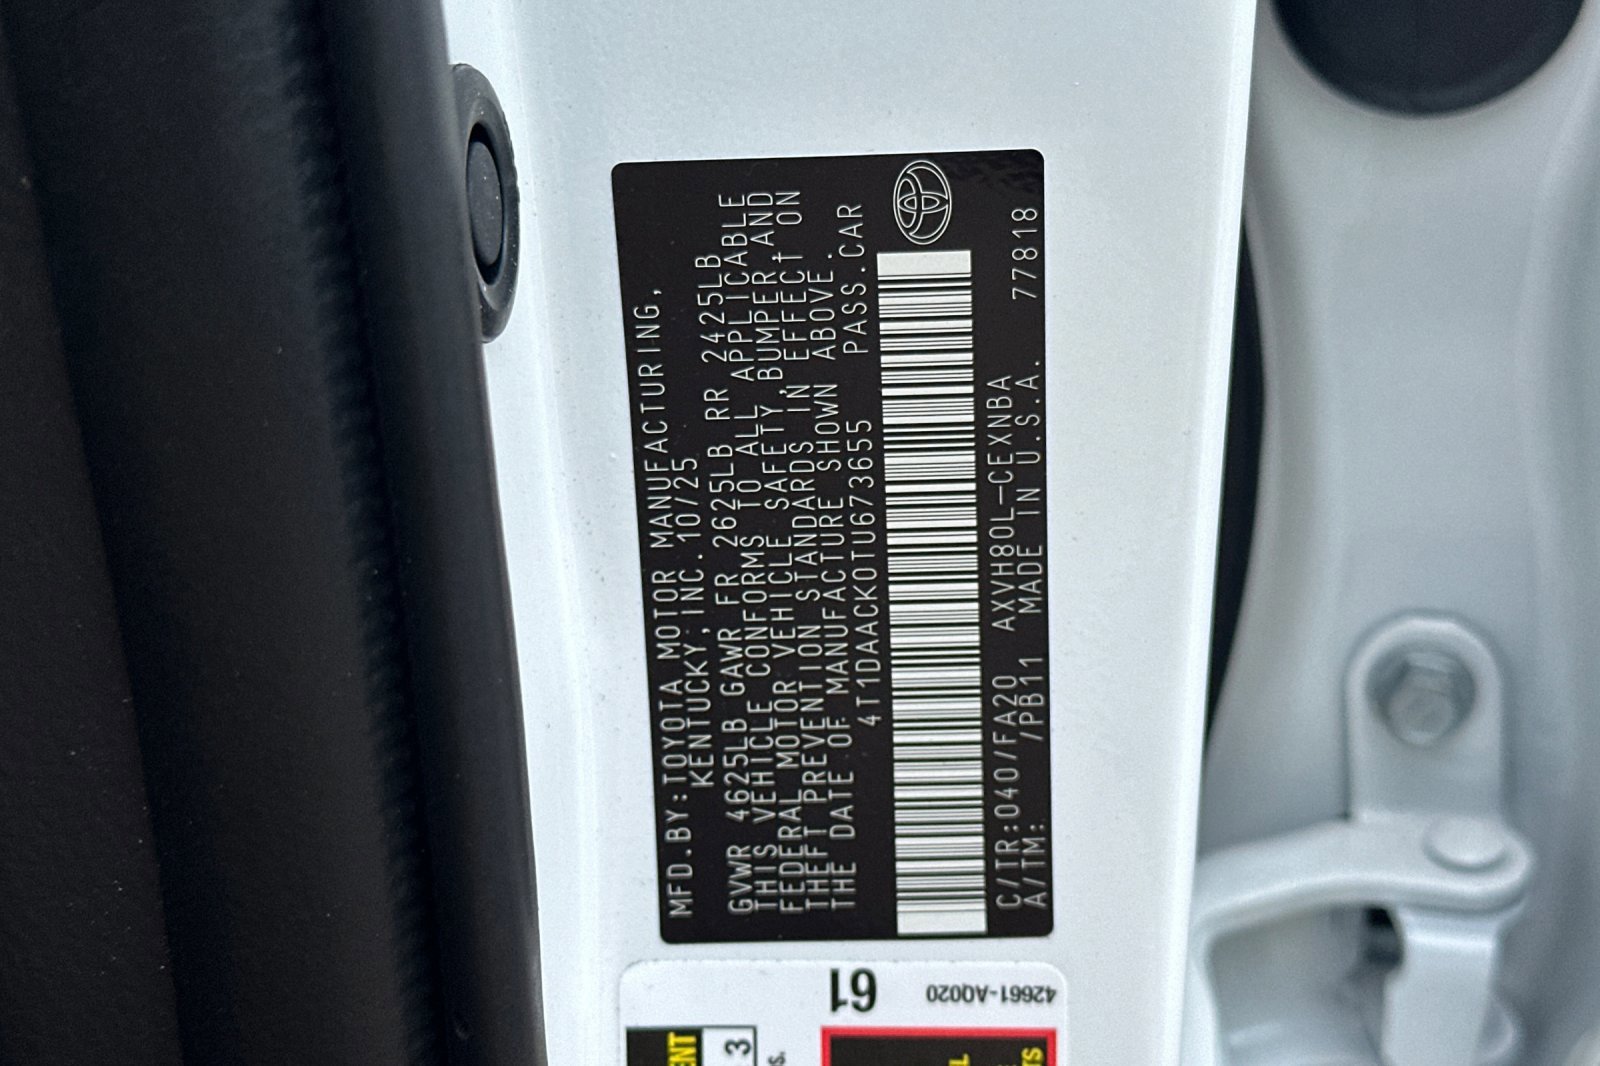 MFD.BY:TOYOTA MOTOR MANUFACTURING,
KENTUCKY,INC. 10/25
GVWR 4625LB GAWR FR 2625LB RR 2425LB
THIS VEHICLE CONFORMS TO ALL APPLICABLE
FEDERAL MOTOR VEHICLE SAFETY, BUMPER, AND
THEFT PREVENTION STANDARDS IN EFFECT ON
THE DATE OF MANUFACTURE SHOWN ABOVE.
4T1DAACK0TU673655 PASS.CAR
C/TR:040/FA20 AXVH80L-CEXNBA 77818
A/TM: /PB11 MADE IN U.S.A.
61
42661-AQ020
3